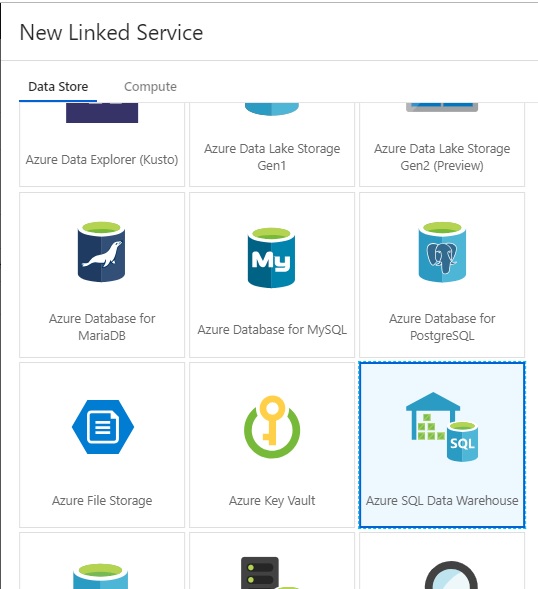 New Linked Service
Data Store Compute
Azure Data Explorer (Kusto)
Azure Data Lake Storage
Gen1
Azure Data Lake Storage
Gen2 (Preview)
Azure Database for
MariaDB
My
Azure Database for MySQL
Azure Database for
PostgreSQL
Azure File Storage
Azure Key Vault
SQL
Azure SQL Data Warehouse